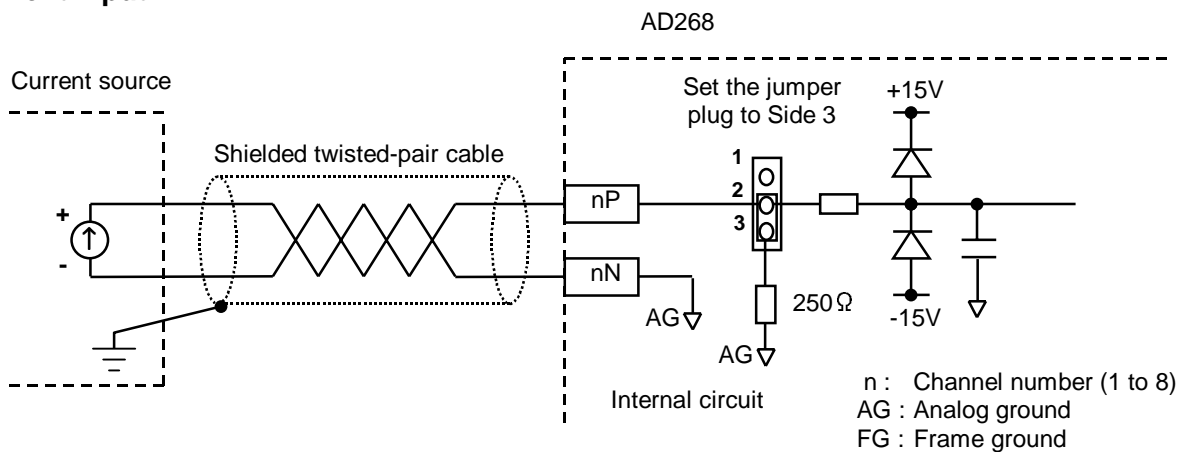 AD268
Current source
Set the jumper
plug to Side 3
+15V
Shielded twisted-pair cable
1
2
3
nP
+
-
nN
AG
250Ω
-15V
AG
Internal circuit
n : Channel number (1 to 8)
AG : Analog ground
FG : Frame ground